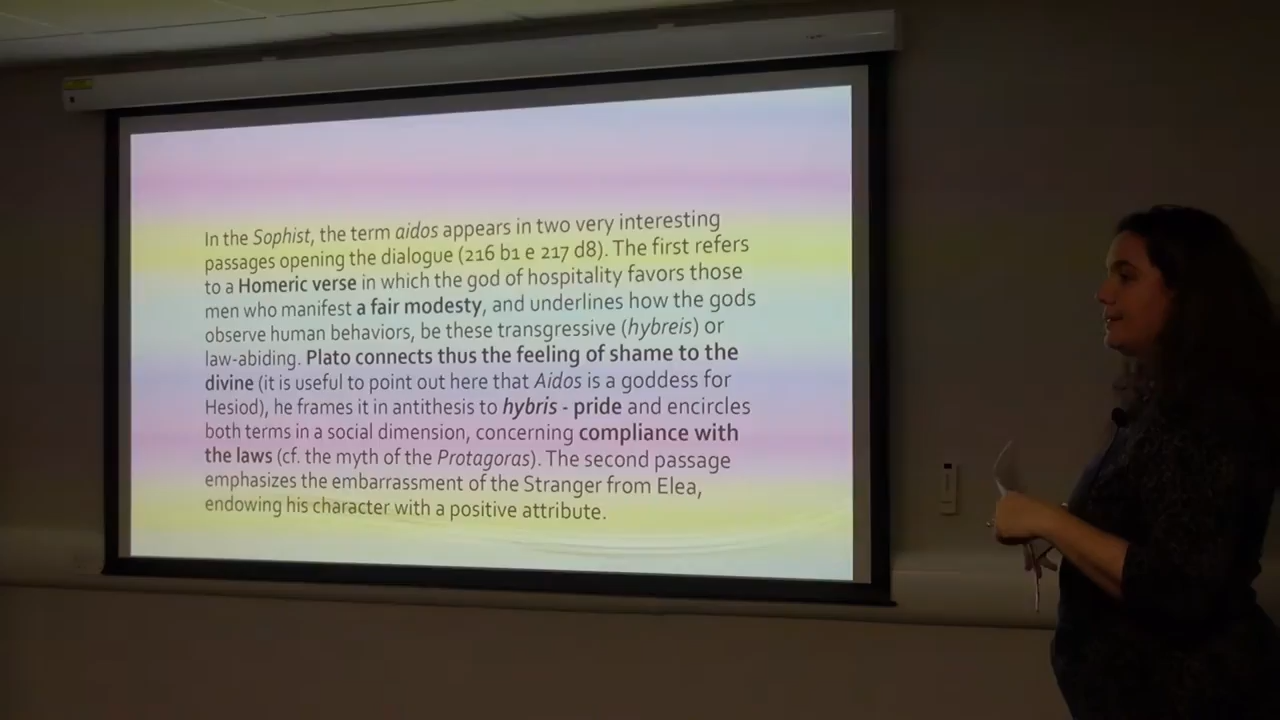 In the Sophist, the term aidos appears in two very interesting
passages opening the dialogue (216 b1 e 217 d8). The first refers
to a Homeric verse in which the god of hospitality favors those
men who manifest a fair modesty, and underlines how the gods
observe human behaviors, be these transgressive (hybreis) or
law-abiding. Plato connects thus the feeling of shame to the
divine (it is useful to point out here that Aidos is a goddess for
Hesiod), he frames it in antithesis to hybris - pride and encircles
both terms in a social dimension, concerning compliance with
the laws (cf. the myth of the Protagoras). The second passage
emphasizes the embarrassment of the Stranger from Elea,
endowing his character with a positive attribute.